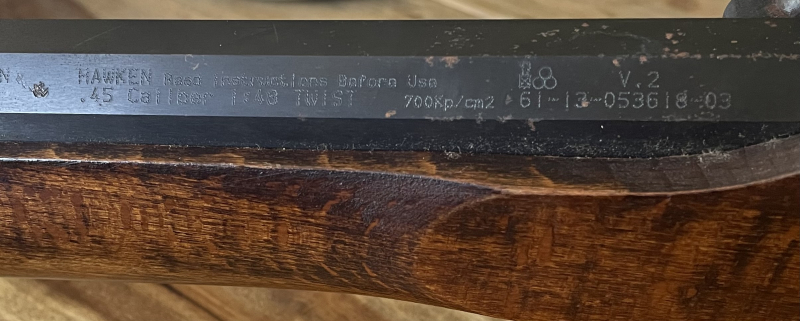 N & HAWKEN Read instructions Before Use
.45 Caliber 1:48 TWIST 700Kp/cm2
V.2
61-13-053618-03